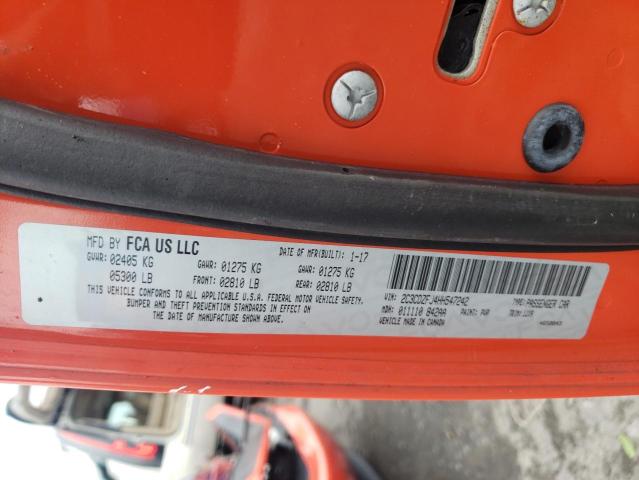 MFD BY FCA US LLC
DATE OF MFR(BUILT): 1-17
GVWR: 02405 KG
GAWR: 01275 KG
GAWR: 01275 KG
05300 LB
FRONT: 02810 LB
REAR: 02810 LB
THIS VEHICLE CONFORMS TO ALL APPLICABLE U.S.A. FEDERAL MOTOR VEHICLE SAFETY,
BUMPER AND THEFT PREVENTION STANDARDS IN EFFECT ON
THE DATE OF MANUFACTURE SHOWN ABOVE.
VIN: 2C3CDZFJ4HH547242
TYPE: PASSENGER CAR
MDH: 011110 842AA
PAINT: PVR
TRIM:
VEHICLE MADE IN CANADA